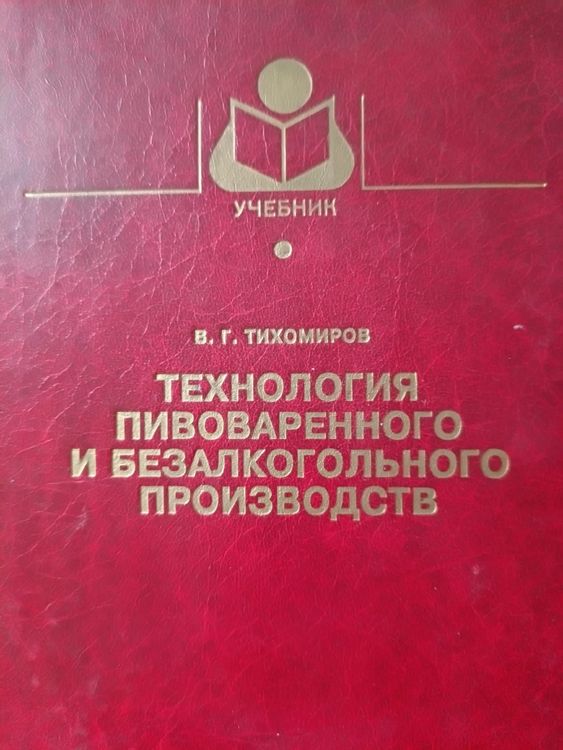 УЧЕБНИК
В. Г. ТИХОМИРОВ
ТЕХНОЛОГИЯ
ПИВОВАРЕННОГО
И БЕЗАЛКОГОЛЬНОГО
ПРОИЗВОДСТВ